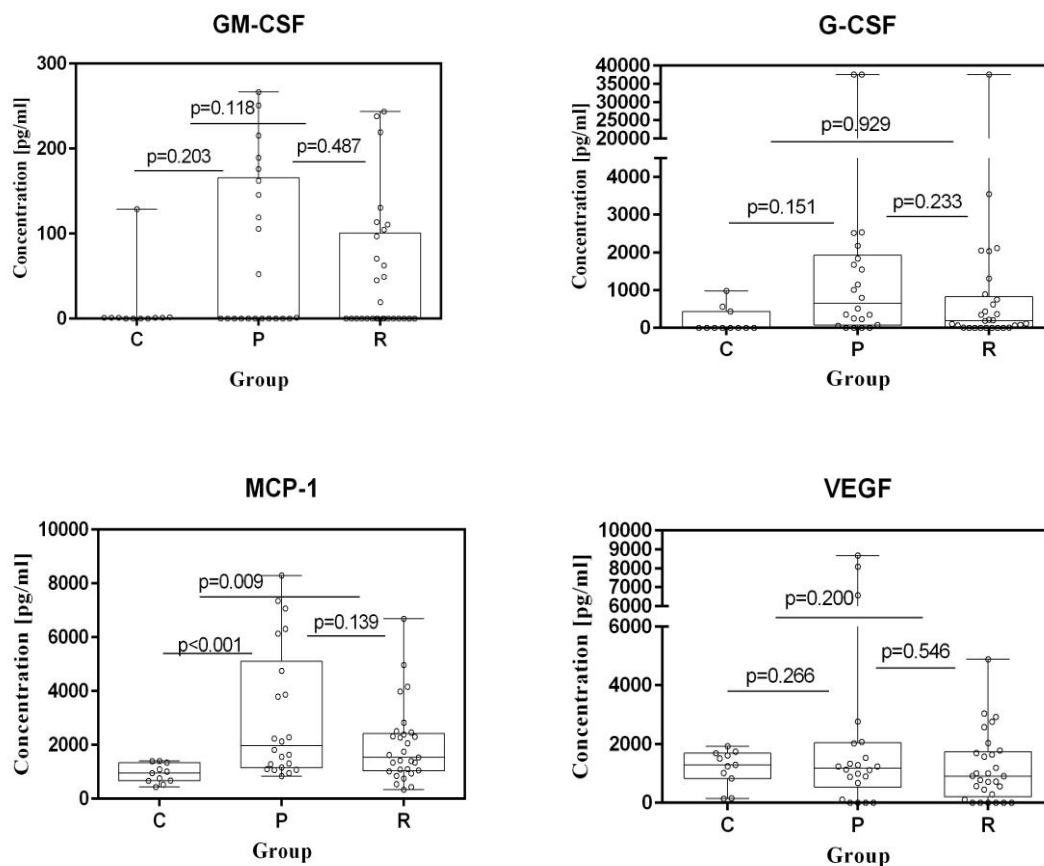 GM-CSF
Concentration [pg/ml]
300
200
100
0
p=0.118
p=0.203
p=0.487
C P R
Group
G-CSF
Concentration [pg/ml]
40000
35000
30000
25000
20000
15000
4000
3000
2000
1000
0
p=0.929
p=0.151
p=0.233
C P R
Group
MCP-1
Concentration [pg/ml]
10000
8000
6000
4000
2000
0
p=0.009
p<0.001
p=0.139
C P R
Group
VEGF
Concentration [pg/ml]
10000
9000
8000
7000
6000
5000
6000
4000
2000
0
p=0.200
p=0.546
p=0.266
C P R
Group